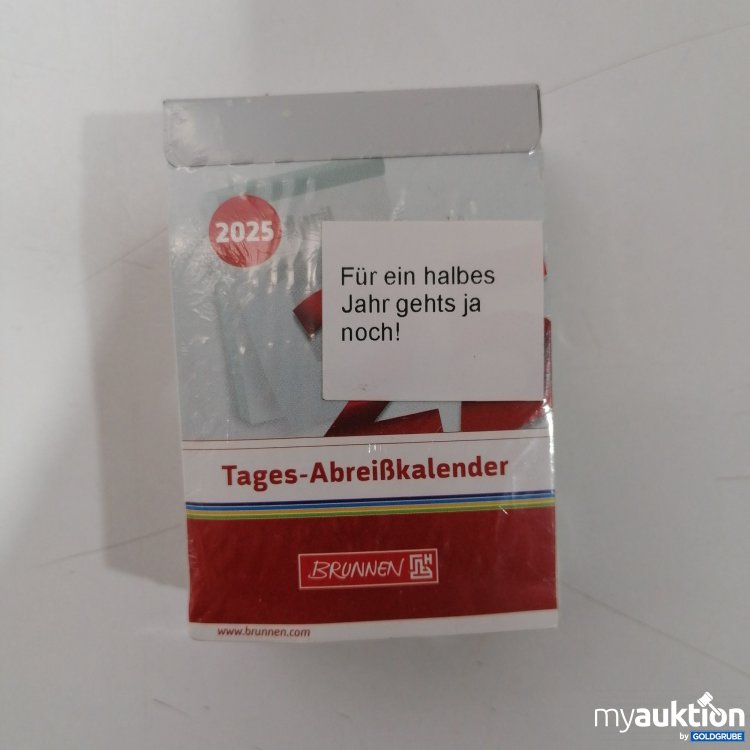 2025
Für ein halbes
Jahr gehts ja
noch!
Tages-Abreißkalender
BRUNNEN
www.brunnen.com
myauktion
by GOLDGRUBE